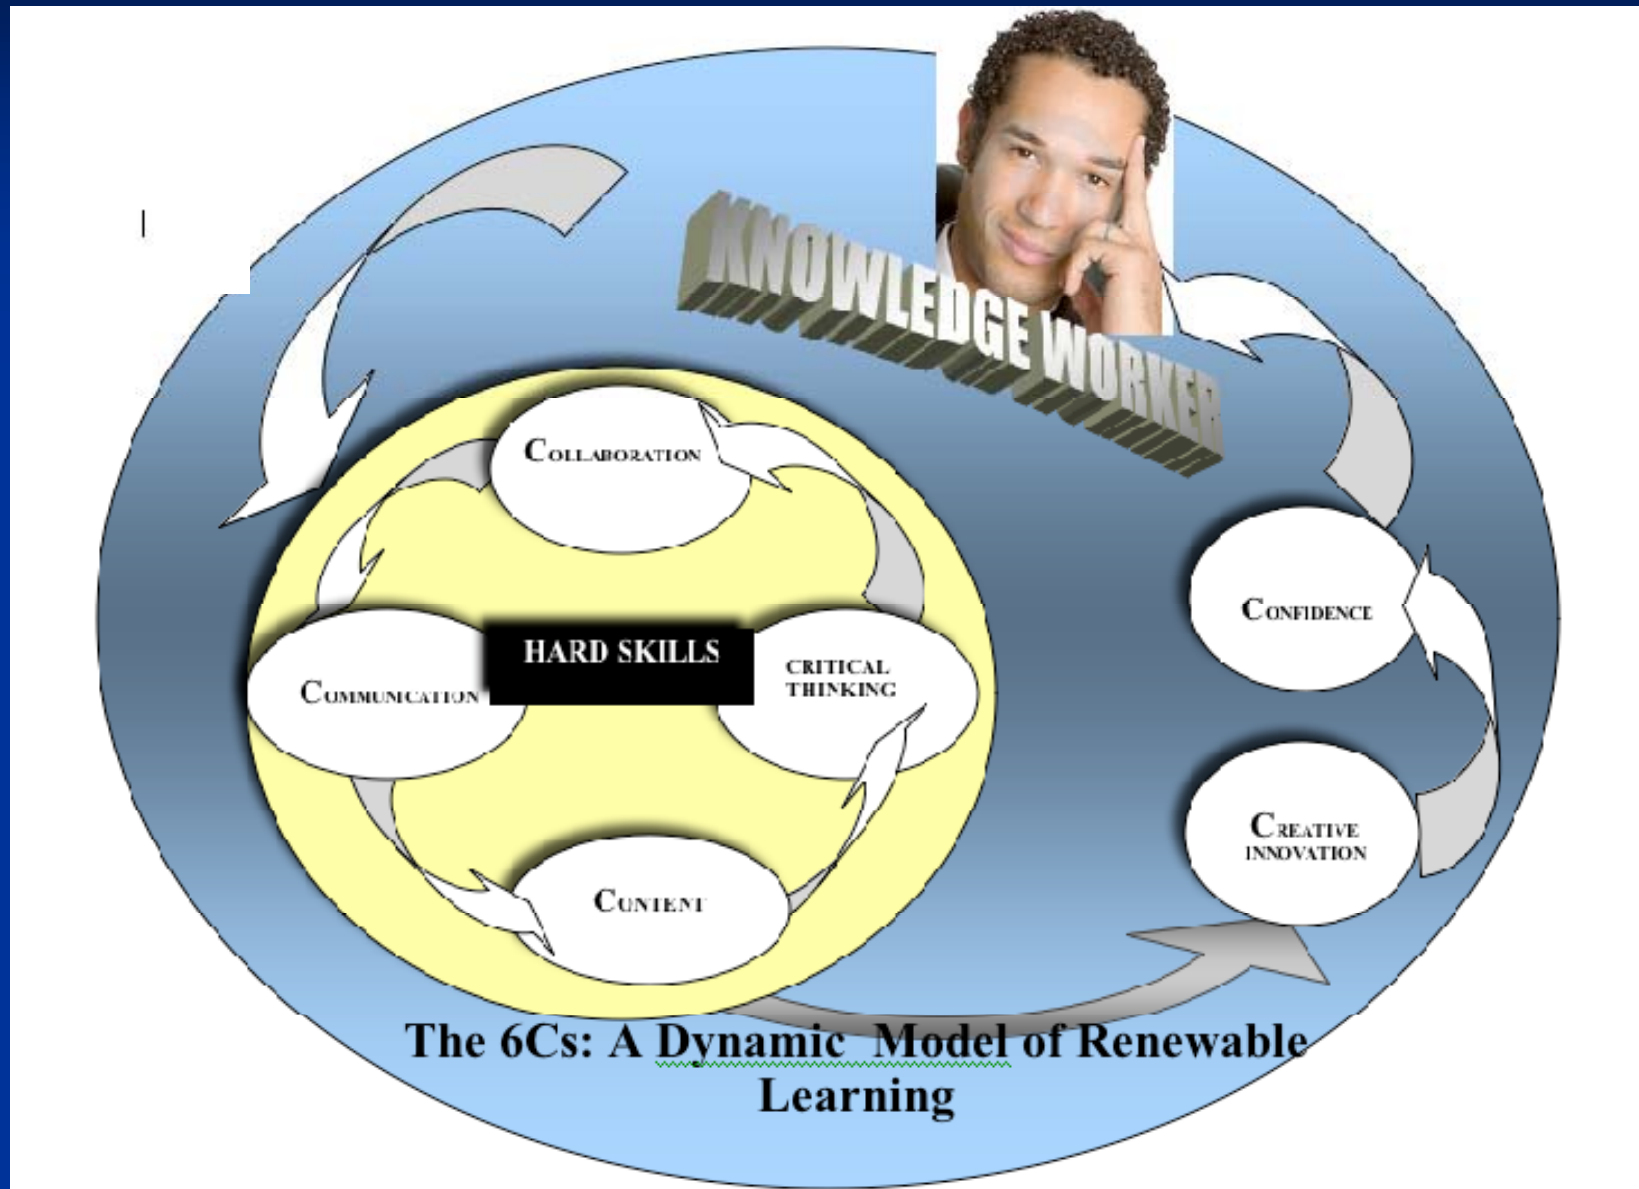 KNOWLEDGE WORKER
COLLABORATION
HARD SKILLS
COMMUNICATION
CRITICAL
THINKING
CONTENT
CONFIDENCE
CREATIVE
INNOVATION
The 6Cs: A Dynamic Model of Renewable
Learning